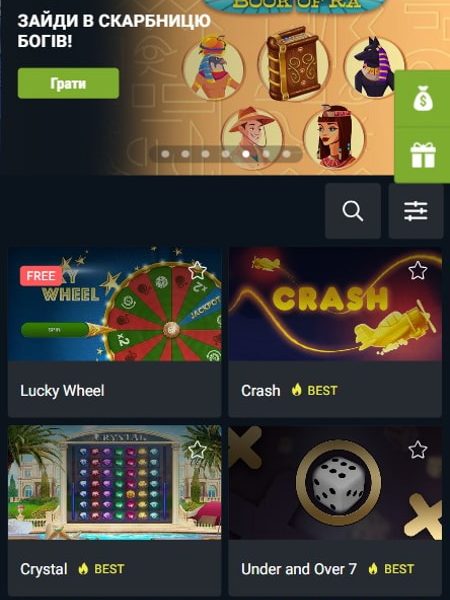 BOOK OF RA
ЗАЙДИ В СКАРБНИЦЮ
БОГІВ!
Грати
FREE
WHEEL
SPIN
JACKPOT
x2
Lucky Wheel
CRASH
Crash BEST
CRYSTAL
Crystal BEST
Under and Over 7 BEST